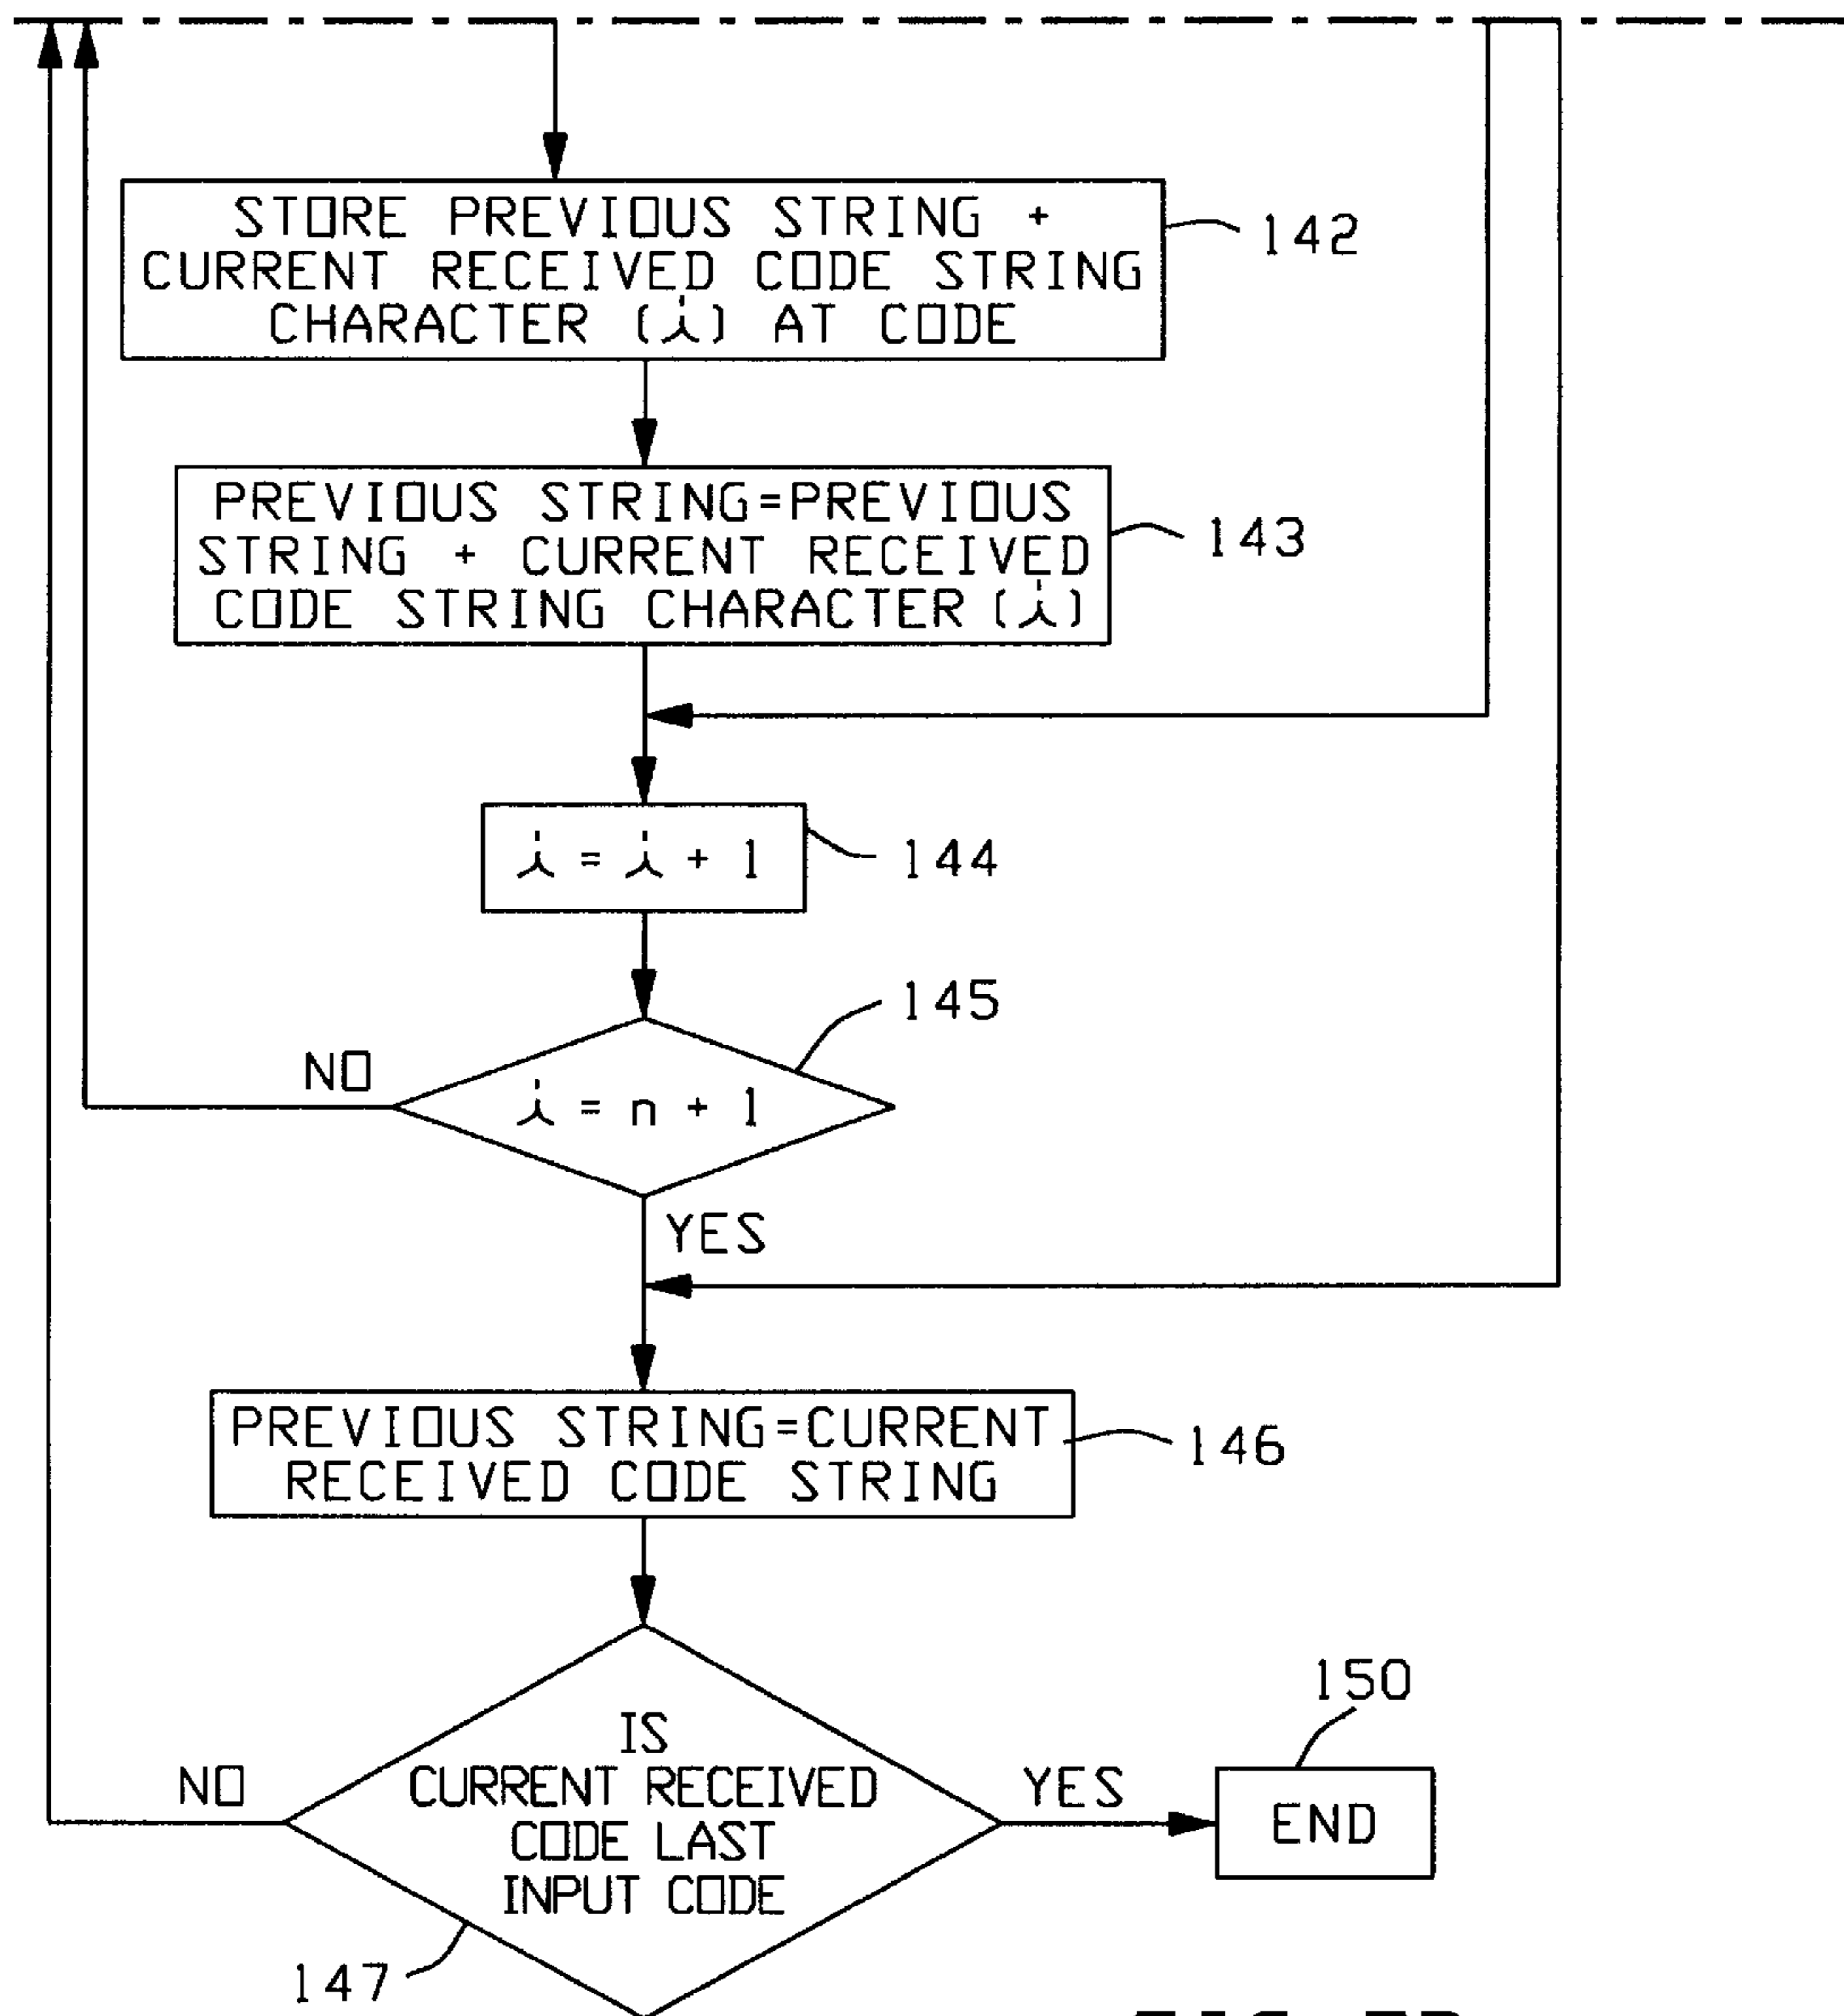 STORE PREVIOUS STRING +
CURRENT RECEIVED CODE STRING
CHARACTER (i) AT CODE
142
PREVIOUS STRING=PREVIOUS
STRING + CURRENT RECEIVED
CODE STRING CHARACTER (i)
143
i = i + 1
144
145
NO
i = n + 1
YES
PREVIOUS STRING=CURRENT
RECEIVED CODE STRING
146
150
IS
CURRENT RECEIVED
CODE LAST
INPUT CODE
NO
YES
END
147